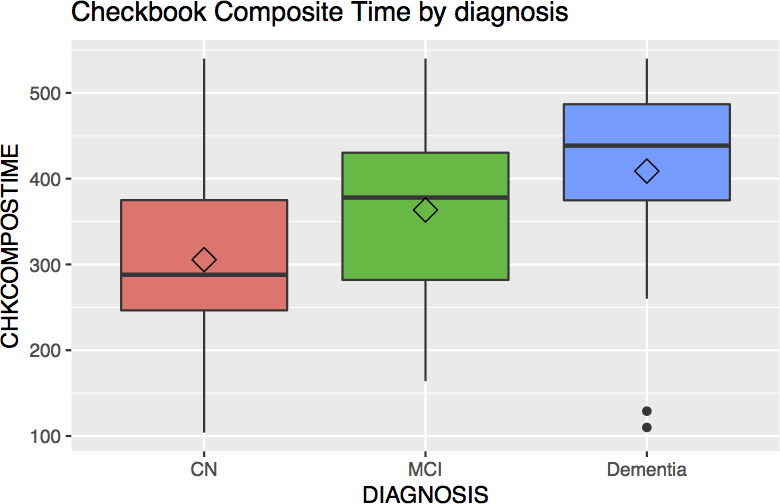 Checkbook Composite Time by diagnosis
CHKCOMPOSTIME
500
400
300
200
100
CN
MCI
Dementia
DIAGNOSIS